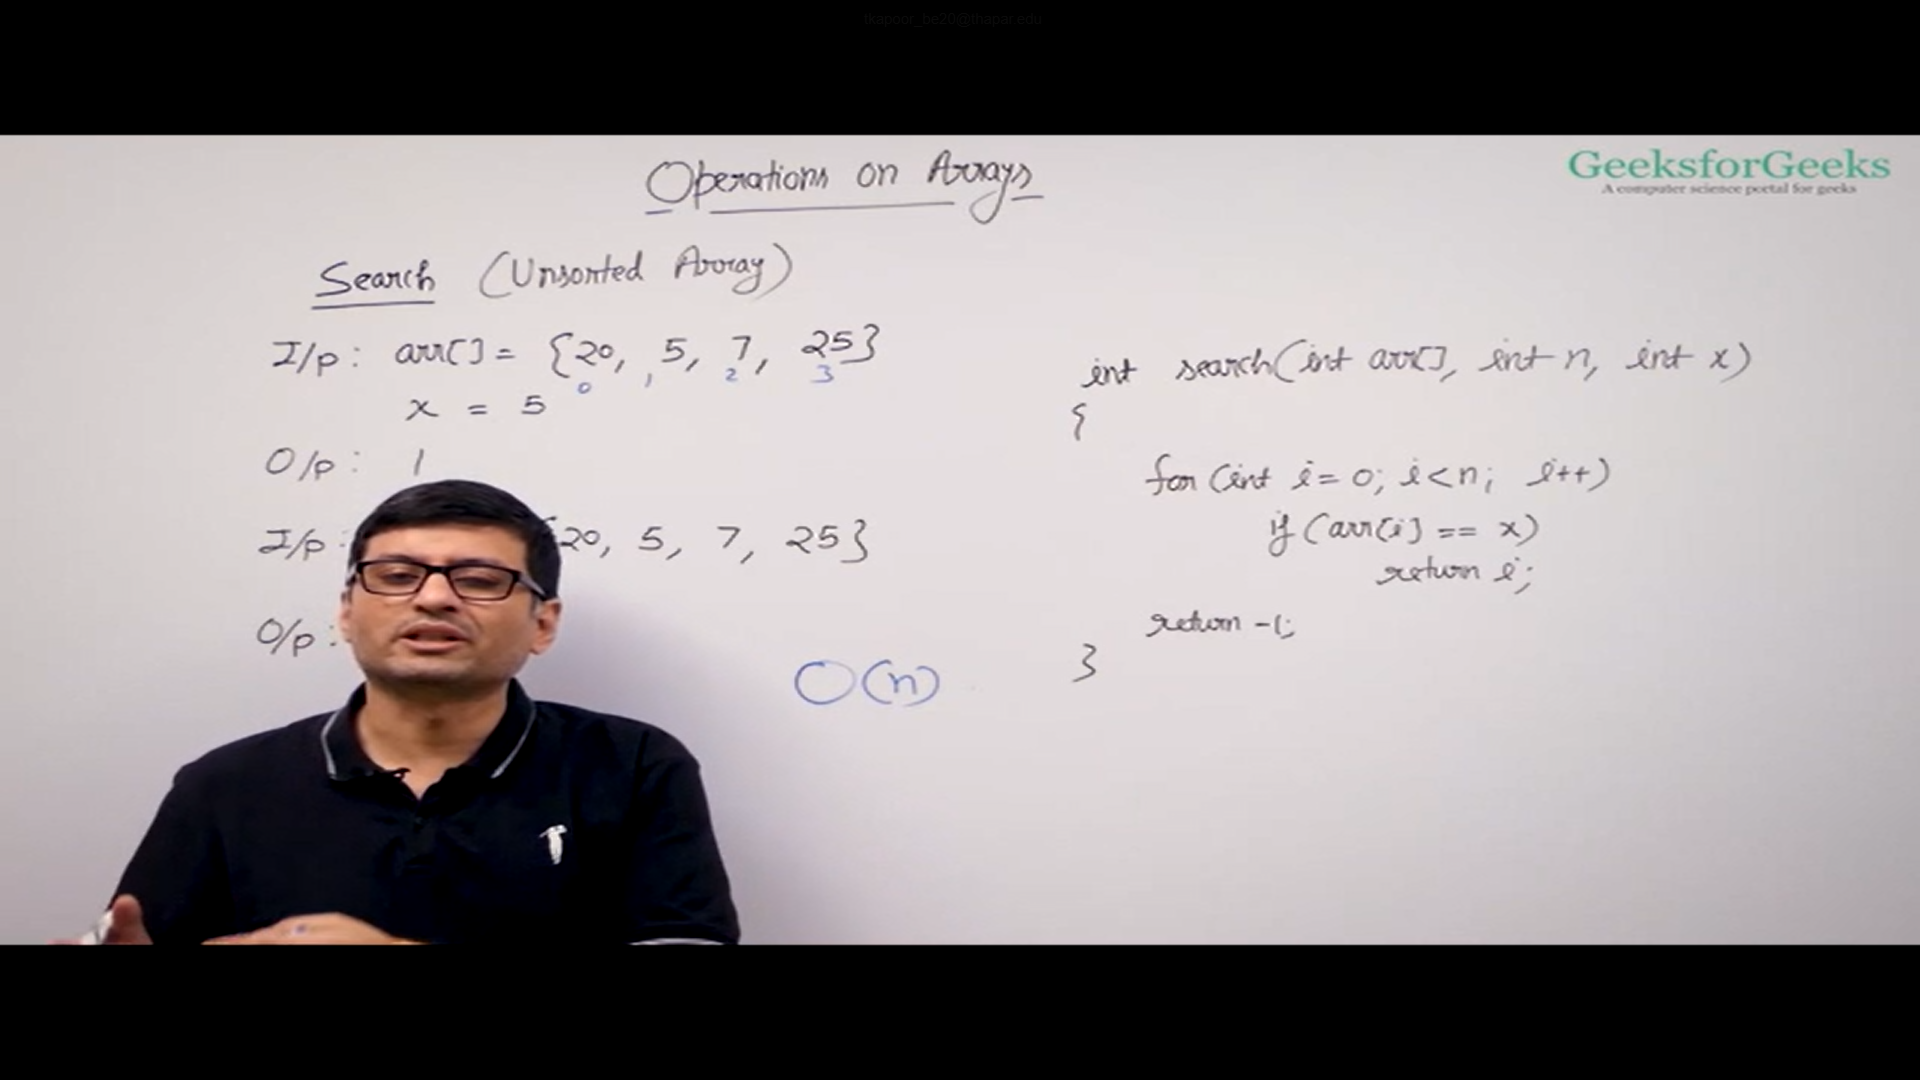 tkapoor_be20@thapar.edu
GeeksforGeeks
A computer science portal for geeks
Operations on Arrays
Search (Unsorted Array)
I/p: arr[] = {20, 5, 7, 25}
0 1 2 3
x = 5
O/p: 1
I/p: {20, 5, 7, 25}
O/p:
O(n)
int search(int arr[], int n, int x)
{
for (int i = 0; i < n; i++)
if (arr[i] == x)
return i;
return -1;
}